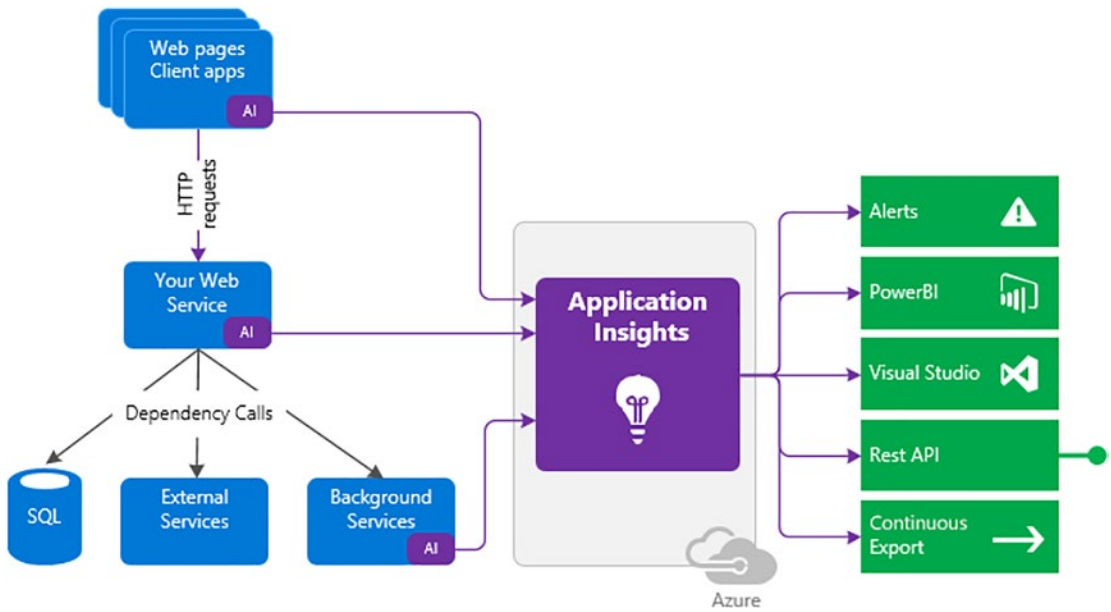 Web pages
Client apps
AI
HTTP
requests
Your Web
Service
AI
Dependency Calls
SQL
External
Services
Background
Services
AI
Application
Insights
Azure
Alerts
PowerBI
Visual Studio
Rest API
Continuous
Export